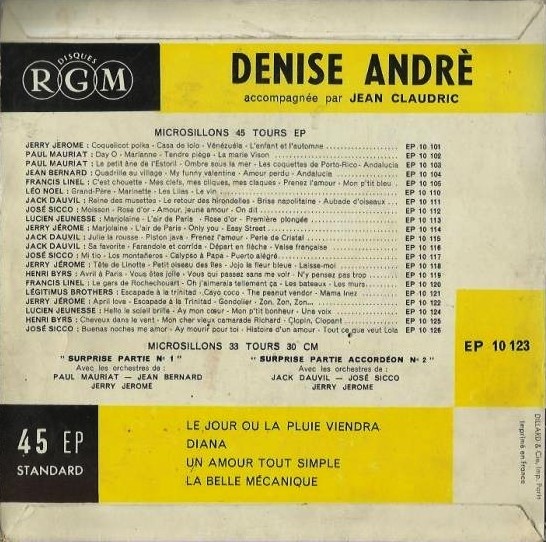 DISQUES
RGM
DENISE ANDRÈ
accompagnée par JEAN CLAUDRIC
MICROSILLONS 45 TOURS EP
JERRY JEROME : Coquelicot polka - Casa de lolo - Vénézuéla - L'enfant et l'automne EP 10 101
PAUL MAURIAT : Day O - Marianne - Tendre piège - La marie Vison EP 10 102
PAUL MAURIAT : Le petit âne de l'Estoril - Ombre sous la mer - Les coquettes de Porto-Rico - Andalucia EP 10 103
JEAN BERNARD : Quadrille au village - My funny valentine - Amour perdu - Andalucia EP 10 104
FRANCIS LINEL : C'est chouette - Mes clefs, mes cliques, mes claques - Prenez l'amour - Mon p'tit bleu EP 10 105
LEO NOEL : Grand-Père - Marinette - Les Lilas - Le vin EP 10 110
JACK DAUVIL : Reine des musettes - Le retour des hirondelles - Brise napolitaine - Aubade d'oiseaux EP 10 111
JOSÉ SICCO : Moisson - Rose d'or - Amour, jeune amour - On dit EP 10 112
LUCIEN JEUNESSE : Marjolaine - L'air de Paris - Rose d'or - Première plongée EP 10 113
JERRY JÉROME : Marjolaine - L'air de Paris - Only you - Easy Street EP 10 114
JACK DAUVIL : Julie la rousse - Piston java - Prenez l'amour - Perle de Cristal EP 10 115
JACK DAUVIL : Sa favorite - Farandole et corrida - Départ en flèche - Valse française EP 10 116
JOSÉ SICCO : Mi tio - Los montañeros - Calypso à Papa - Puerto alégré EP 10 117
JERRY JÉROME : Tête de Linotte - Petit oiseau des îles - Jojo la fleur bleue - Laisse-moi EP 10 118
HENRI BYRS : Avril à Paris - Vous êtes jolie - Vous qui passez sans me voir - N'y pensez pas trop EP 10 119
FRANCIS LINEL : Le gars de Rochechouart - Oh j'aimerais tellement ça - Les bateaux - Les murs EP 10 120
LÉGITIMUS BROTHERS : Escapade à la trinitad - Cayo coco - The peanut vendor - Mama Inez EP 10 121
JERRY JÉROME : April love - Escapade à la Trinitad - Gondolier - Zon, Zon, Zon... EP 10 122
LUCIEN JEUNESSE : Hello le soleil brille - Ay mon cœur - Mon p'tit bonheur - Une voix EP 10 124
HENRI BYRS : Cheveux dans le vent - Mon cher vieux camarade Richard - Clopin, Clopant EP 10 125
JOSÉ SICCO : Buenas noches me amor - Ay mourir pour toi - Histoire d'un amour - Tout ce que veut Lola EP 10 126
MICROSILLONS 33 TOURS 30 CM
" SURPRISE PARTIE N° 1 "
Avec les orchestres de :
PAUL MAURIAT — JEAN BERNARD
JERRY JEROME
" SURPRISE PARTIE ACCORDÉON N° 2 "
Avec les orchestres de :
JACK DAUVIL — JOSÉ SICCO
JERRY JEROME
EP 10 123
45 EP
STANDARD
LE JOUR OU LA PLUIE VIENDRA
DIANA
UN AMOUR TOUT SIMPLE
LA BELLE MÉCANIQUE
DILLARD & Cie, Imp. Paris
Imprimé en france